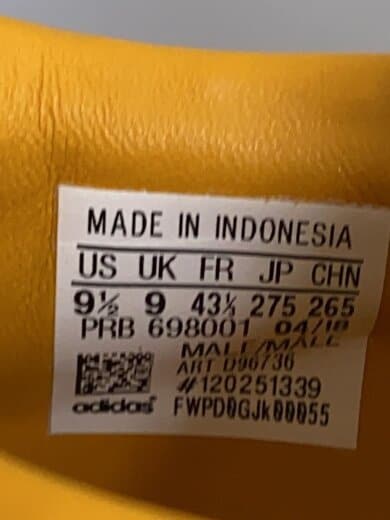 MADE IN INDONESIA
US UK FR JP CHN
9½ 9 43⅓ 275 265
PRB 698001 04/18
MALE/MALE
ART D96736
#120251339
adidas FWPD0GJk00055